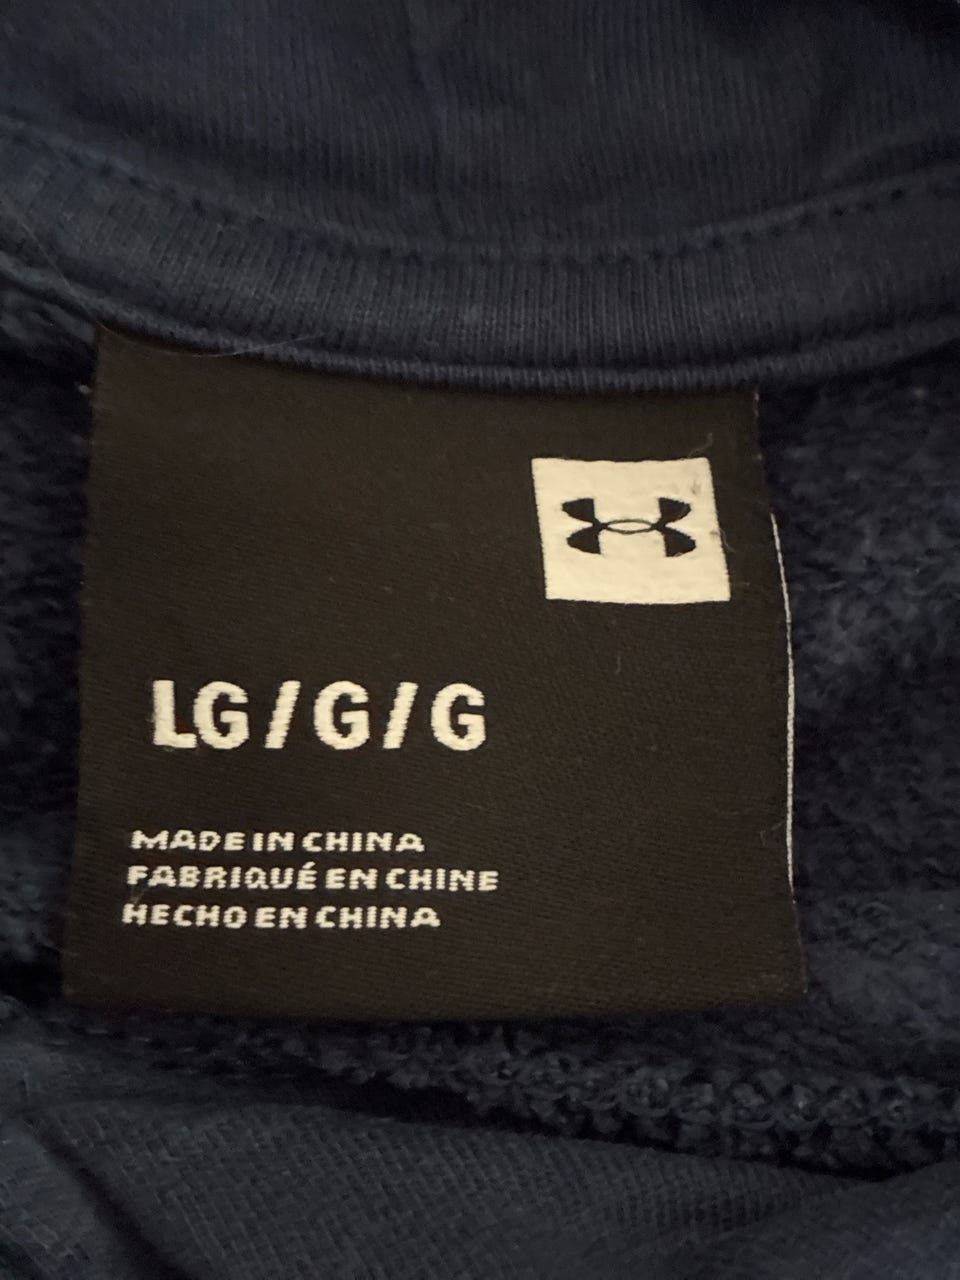 LG/G/G
MADE IN CHINA
FABRIQUÉ EN CHINE
HECHO EN CHINA